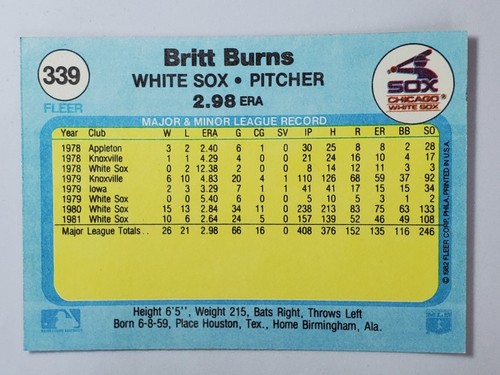 339
FLEER
Britt Burns
WHITE SOX • PITCHER
2.98 ERA
SOX
CHICAGO
WHITE SOX
MAJOR & MINOR LEAGUE RECORD
Year Club W L ERA G CG SV IP H R ER BB SO
1978 Appleton 3 2 2.40 6 1 0 30 25 8 8 2 28
1978 Knoxville 1 1 4.29 4 0 0 21 24 16 10 4 17
1978 White Sox 0 2 12.38 2 0 0 8 14 12 11 3 3
1979 Knoxville 6 10 4.83 20 4 1 110 126 68 59 37 92
1979 Iowa 2 3 3.29 7 1 1 41 41 17 15 15 34
1979 White Sox 0 0 5.40 6 0 0 5 10 5 3 1 2
1980 White Sox 15 13 2.84 34 11 0 238 213 83 75 63 133
1981 White Sox 10 6 2.64 24 5 0 157 139 52 46 49 108
Major League Totals.. 26 21 2.98 66 16 0 408 376 152 135 116 246
© 1982 FLEER CORP. PHILA. PRINTED IN U.S.A.
Height 6'5'', Weight 215, Bats Right, Throws Left
Born 6-8-59, Place Houston, Tex., Home Birmingham, Ala.